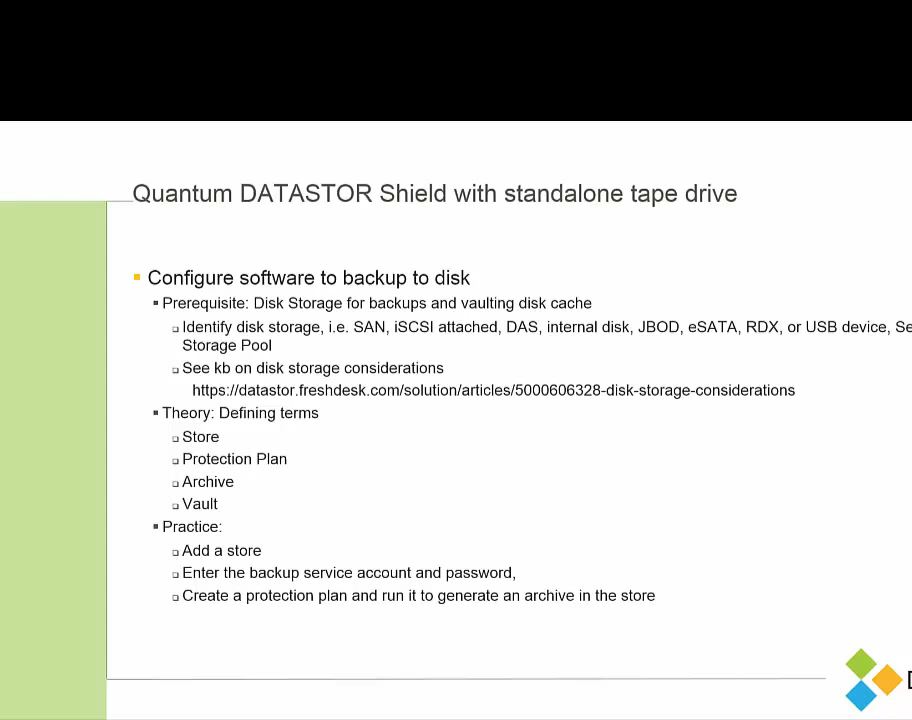 Quantum DATASTOR Shield with standalone tape drive
Configure software to backup to disk
Prerequisite: Disk Storage for backups and vaulting disk cache
Identify disk storage, i.e. SAN, iSCSI attached, DAS, internal disk, JBOD, eSATA, RDX, or USB device,
Storage Pool
See kb on disk storage considerations
https://datastor.freshdesk.com/solution/articles/5000606328-disk-storage-considerations
Theory: Defining terms
Store
Protection Plan
Archive
Vault
Practice:
Add a store
Enter the backup service account and password,
Create a protection plan and run it to generate an archive in the store